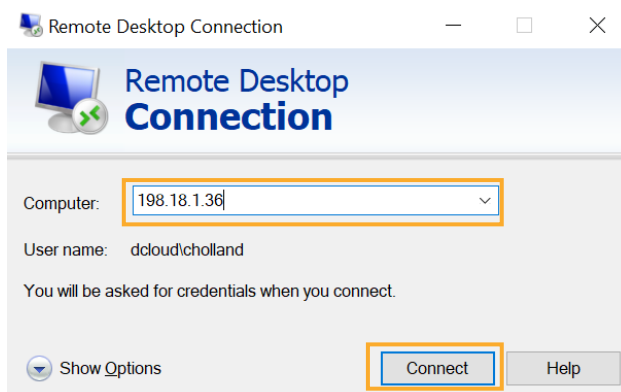 Remote Desktop Connection
Remote Desktop
Connection
Computer: 198.18.1.36
User name: dcloud\cholland
You will be asked for credentials when you connect.
Show Options Connect Help